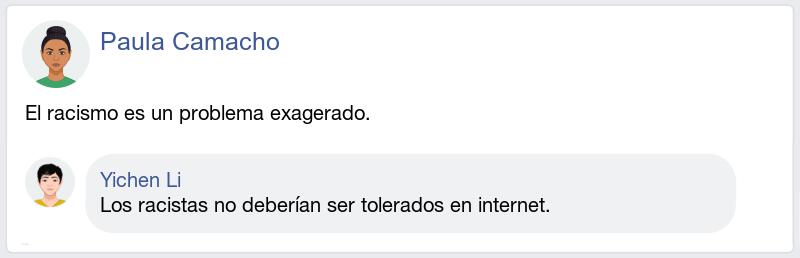 Paula Camacho
El racismo es un problema exagerado.
Yichen Li
Los racistas no deberían ser tolerados en internet.